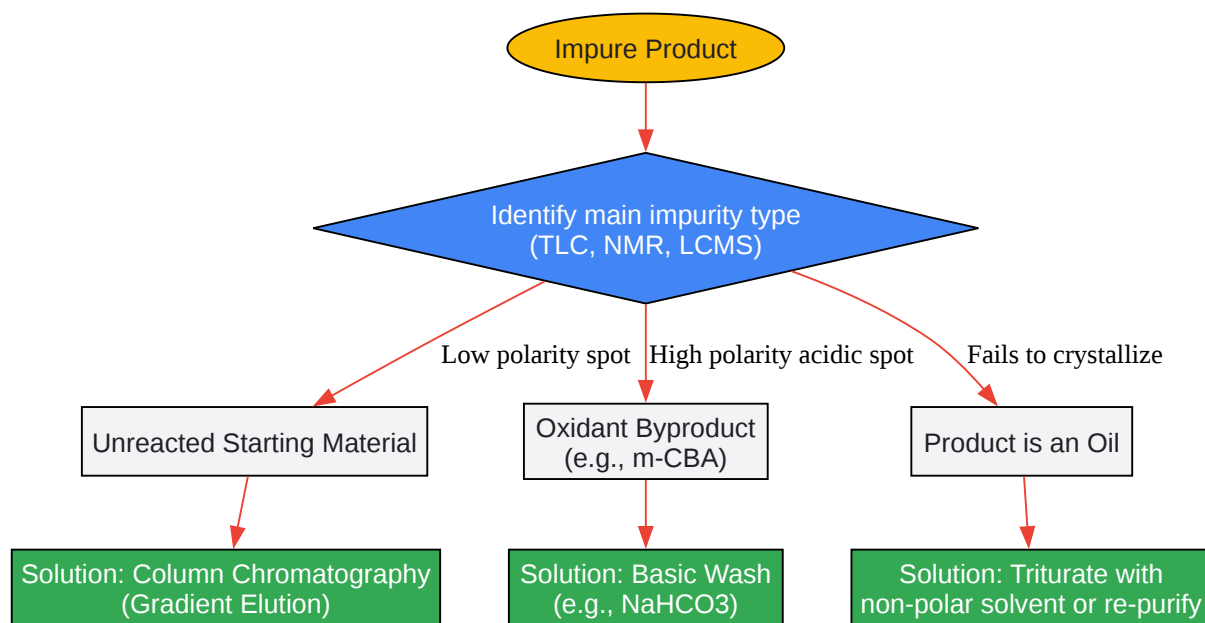 Impure Product
Identify main impurity type
(TLC, NMR, LCMS)
Low polarity spot
High polarity acidic spot
Fails to crystallize
Unreacted Starting Material
Oxidant Byproduct
(e.g., m-CBA)
Product is an Oil
Solution: Column Chromatography
(Gradient Elution)
Solution: Basic Wash
(e.g., NaHCO3)
Solution: Triturate with
non-polar solvent or re-purify